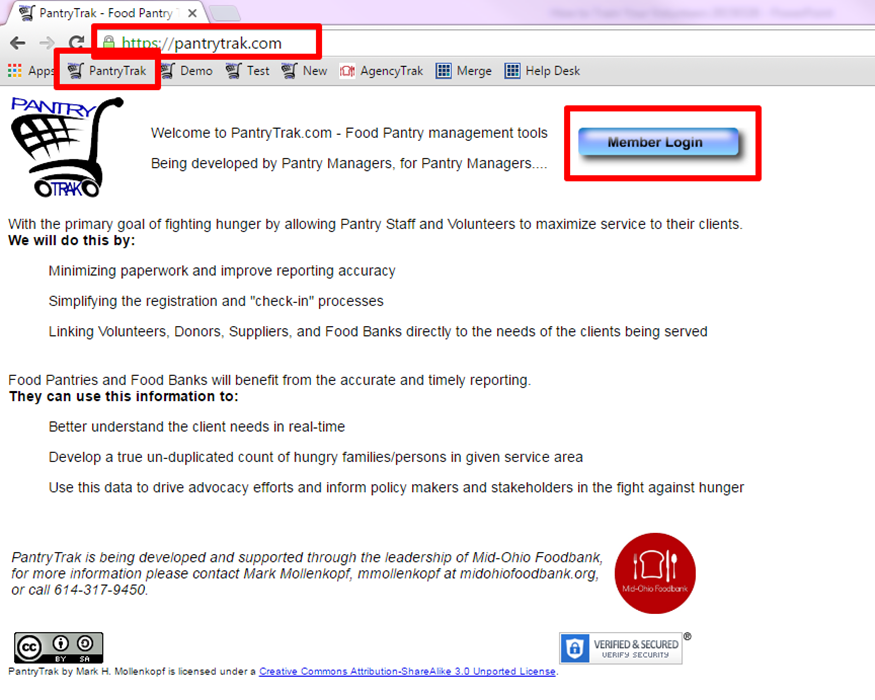 PantryTrak - Food Pantry
https://pantrytrak.com
Apps PantryTrak Demo Test New AgencyTrak Merge Help Desk
PANTRY
TRAK
Welcome to PantryTrak.com - Food Pantry management tools
Being developed by Pantry Managers, for Pantry Managers....
Member Login
With the primary goal of fighting hunger by allowing Pantry Staff and Volunteers to maximize service to their clients.
We will do this by:
Minimizing paperwork and improve reporting accuracy
Simplifying the registration and "check-in" processes
Linking Volunteers, Donors, Suppliers, and Food Banks directly to the needs of the clients being served
Food Pantries and Food Banks will benefit from the accurate and timely reporting.
They can use this information to:
Better understand the client needs in real-time
Develop a true un-duplicated count of hungry families/persons in given service area
Use this data to drive advocacy efforts and inform policy makers and stakeholders in the fight against hunger
PantryTrak is being developed and supported through the leadership of Mid-Ohio Foodbank,
for more information please contact Mark Mollenkopf, mmollenkopf at midohiofoodbank.org,
or call 614-317-9450.
Mid-Ohio Foodbank
cc BY SA
VERIFIED & SECURED ®
VERIFY SECURITY
PantryTrak by Mark H. Mollenkopf is licensed under a Creative Commons Attribution-ShareAlike 3.0 Unported License.